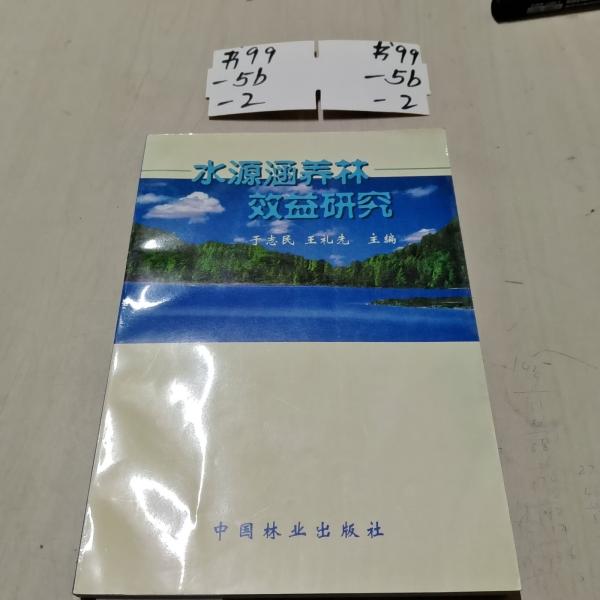 书99
-5b
-2
书99
-5b
-2
水源涵养林
效益研究
于志民 王礼先 主编
中国林业出版社